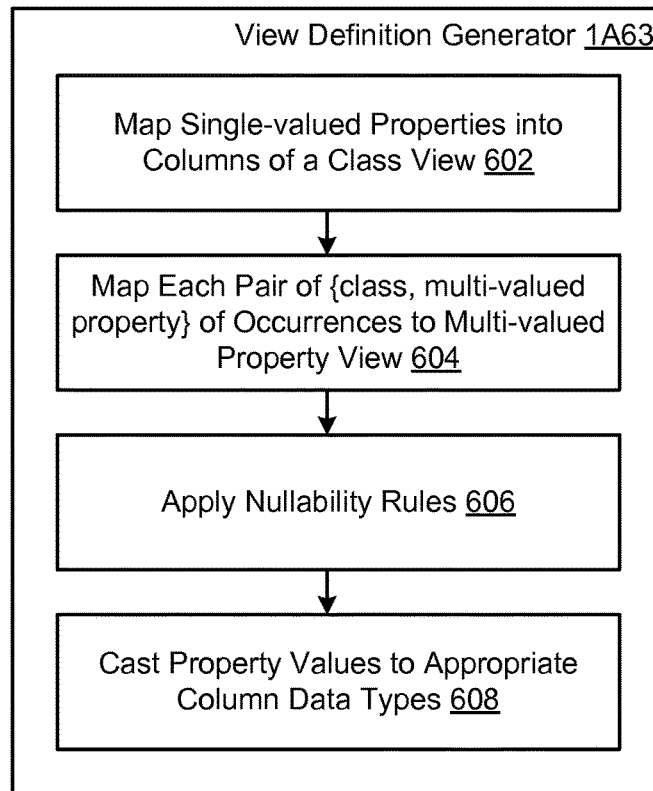 View Definition Generator 1A63
Map Single-valued Properties into
Columns of a Class View 602
Map Each Pair of {class, multi-valued
property} of Occurrences to Multi-valued
Property View 604
Apply Nullability Rules 606
Cast Property Values to Appropriate
Column Data Types 608